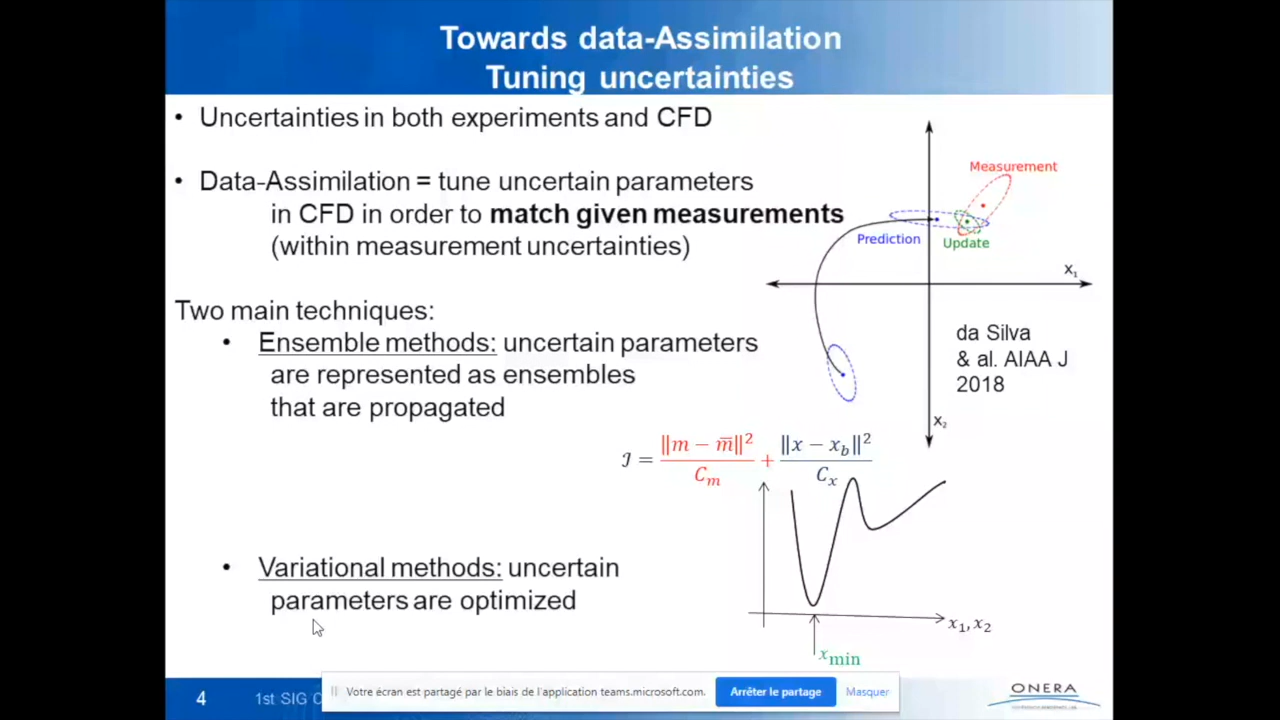 Towards data-Assimilation
Tuning uncertainties
• Uncertainties in both experiments and CFD
• Data-Assimilation = tune uncertain parameters
in CFD in order to match given measurements
(within measurement uncertainties)
Two main techniques:
• Ensemble methods: uncertain parameters
are represented as ensembles
that are propagated
Measurement
Prediction
Update
x₁
x₂
da Silva
& al. AIAA J
2018
𝒥 = ‖m − m̅‖² / Cₘ + ‖x − x_b‖² / Cₓ
• Variational methods: uncertain
parameters are optimized
x₁, x₂
x_min
4
1st SIG
Votre écran est partagé par le biais de l'application teams.microsoft.com.
Arrêter le partage
Masquer
ONERA